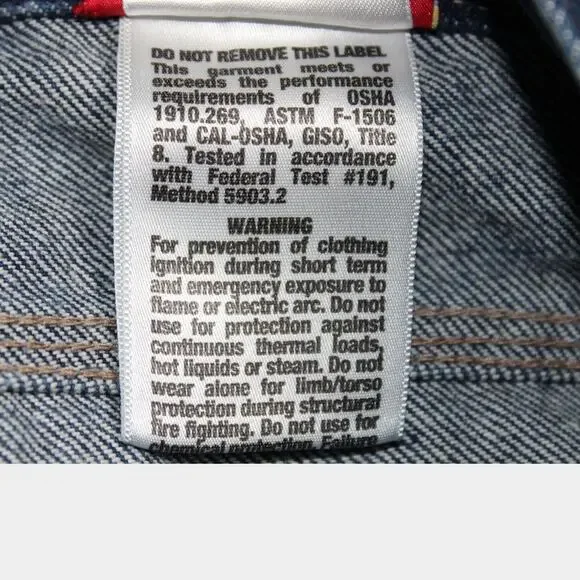 DO NOT REMOVE THIS LABEL
This garment meets or
exceeds the performance
requirements of OSHA
1910.269, ASTM F-1506
and CAL-OSHA, GISO, Title
8. Tested in accordance
with Federal Test #191,
Method 5903.2
WARNING
For prevention of clothing
ignition during short term
and emergency exposure to
flame or electric arc. Do not
use for protection against
continuous thermal loads,
hot liquids or steam. Do not
wear alone for limb/torso
protection during structural
fire fighting. Do not use for
chemical protection. Failure